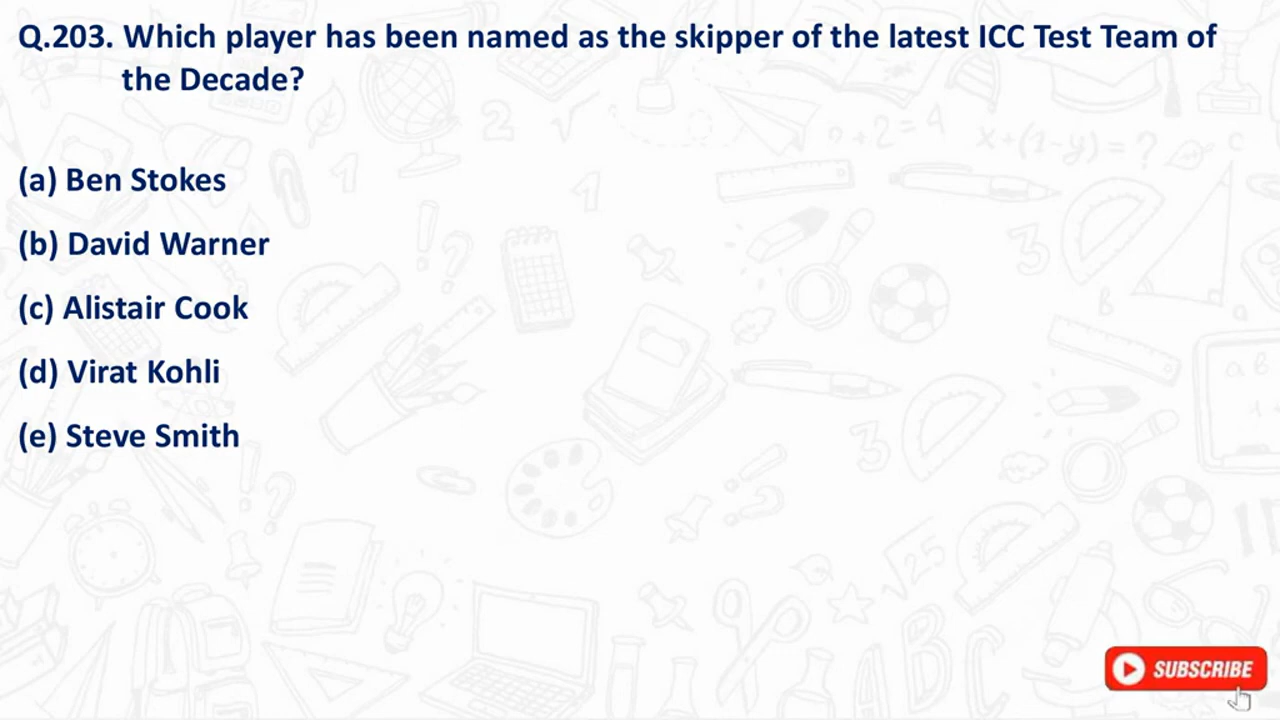 Q.203. Which player has been named as the skipper of the latest ICC Test Team of
the Decade?
(a) Ben Stokes
(b) David Warner
(c) Alistair Cook
(d) Virat Kohli
(e) Steve Smith
SUBSCRIBE